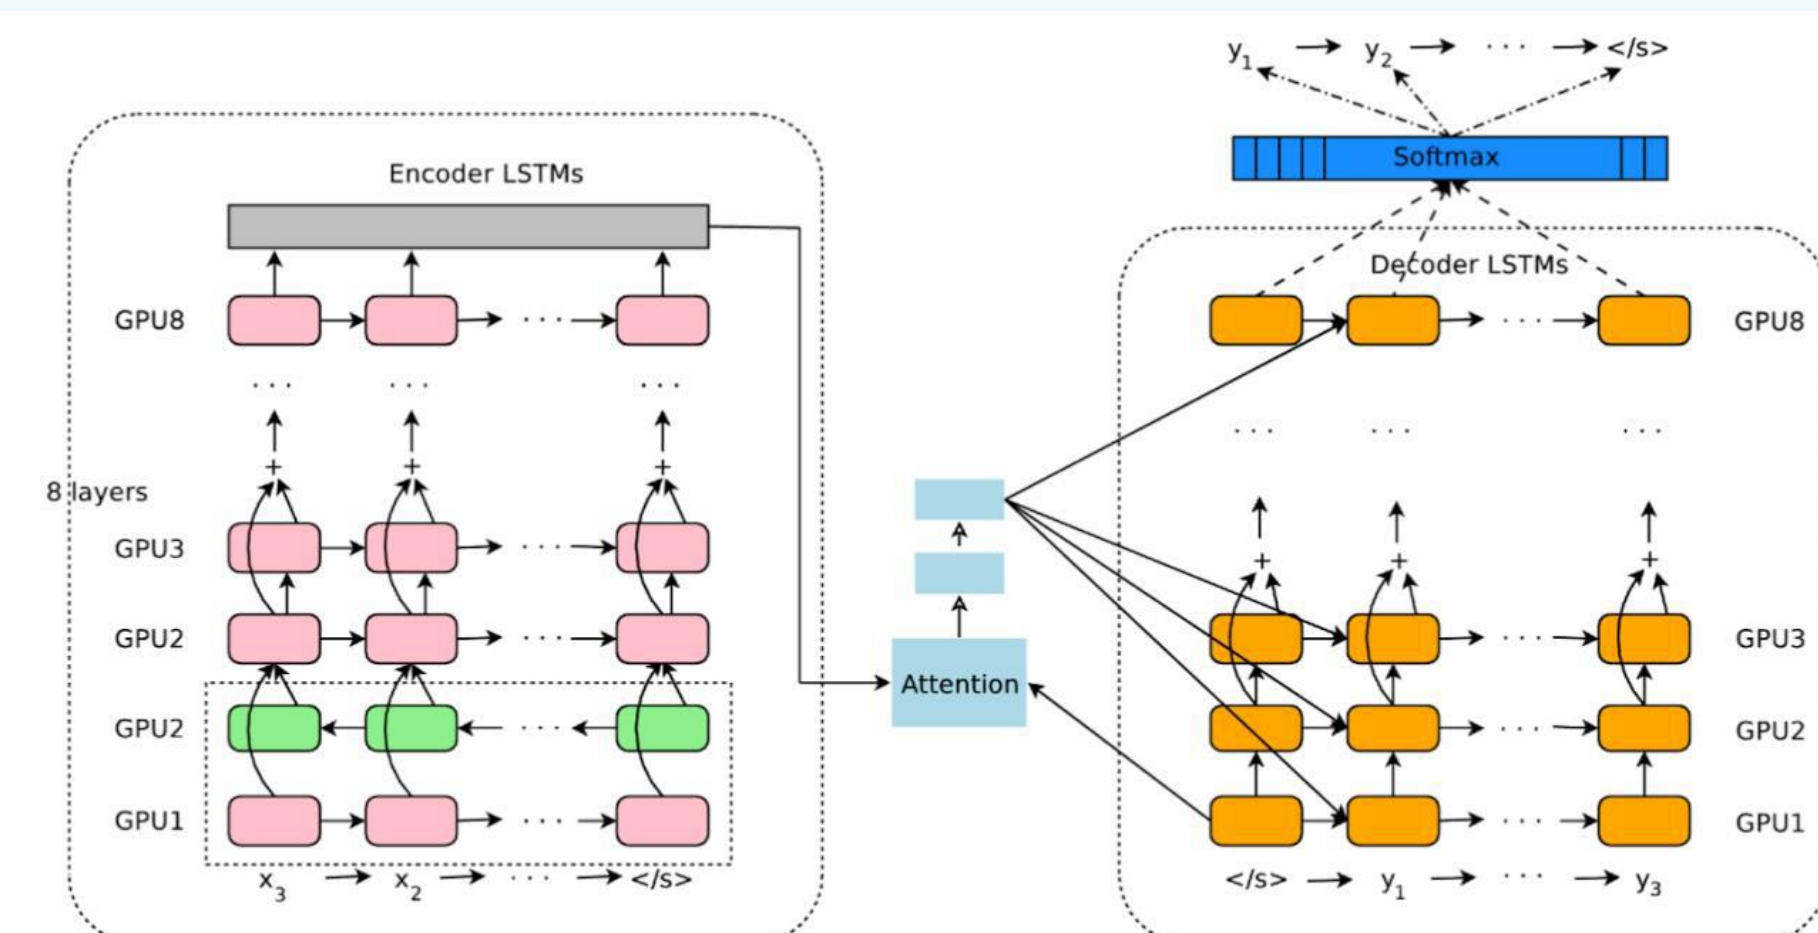 y1 y2 ... </s>
Softmax
Encoder LSTMs
Decoder LSTMs
GPU8
...
GPU8
... ... ...
... ... ...
+ + +
8 layers
GPU3
...
+ + +
GPU2
...
GPU3
...
Attention
GPU2
...
GPU2
...
GPU1
...
GPU1
...
x3 x2 ... </s>
</s> y1 ... y3